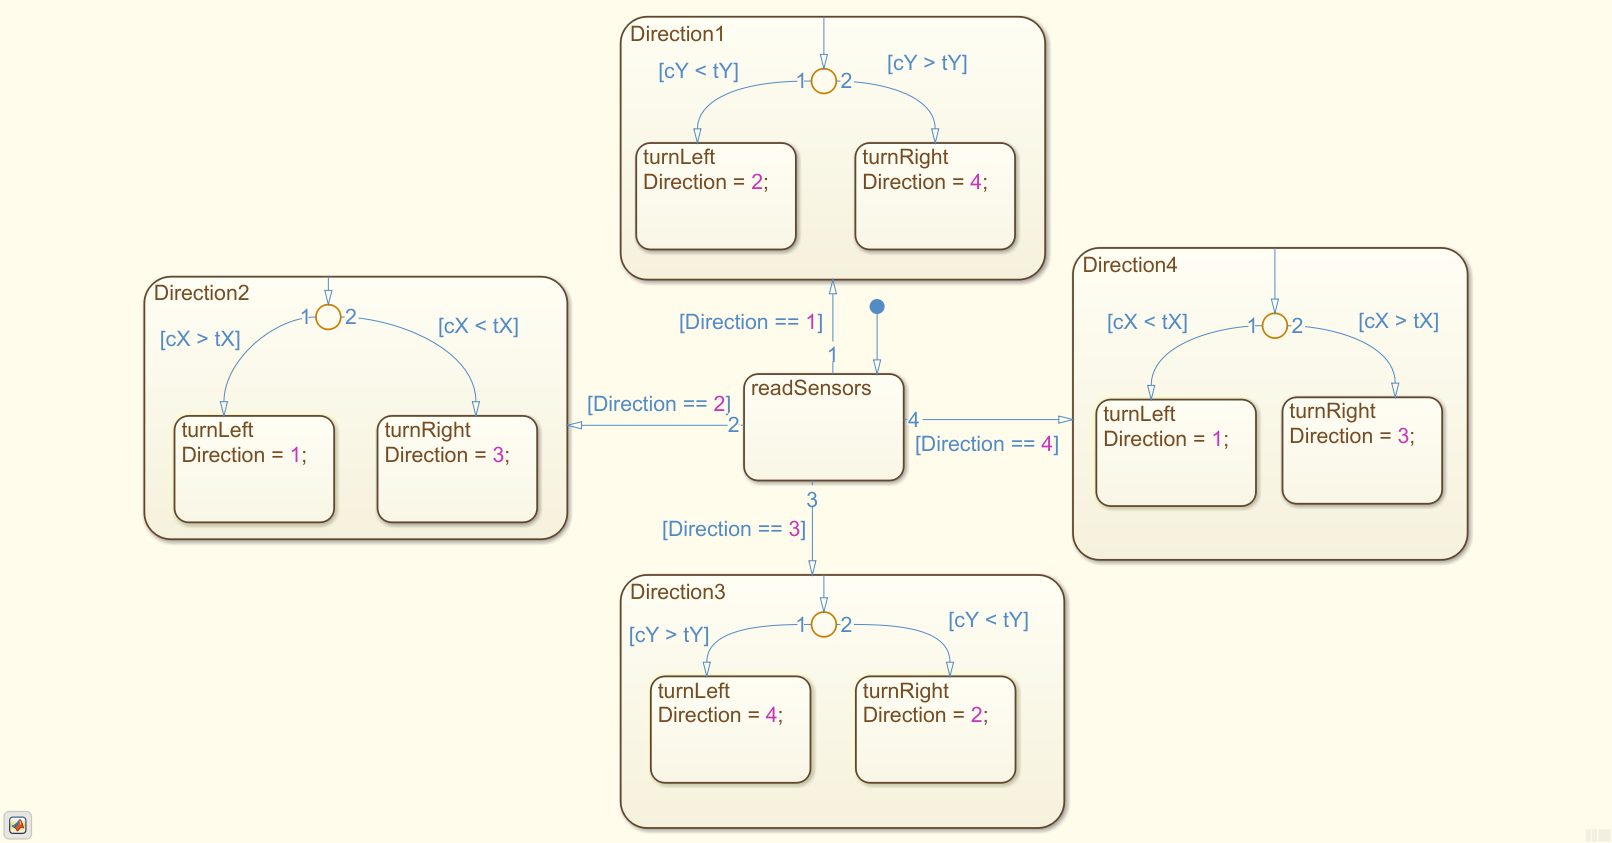 Direction1
[cY < tY]
1
2
[cY > tY]
turnLeft
Direction = 2;
turnRight
Direction = 4;
Direction2
1
2
[cX > tX]
[cX < tX]
turnLeft
Direction = 1;
turnRight
Direction = 3;
[Direction == 1]
1
readSensors
[Direction == 2]
2
4
[Direction == 4]
3
[Direction == 3]
Direction4
[cX < tX]
1
2
[cX > tX]
turnLeft
Direction = 1;
turnRight
Direction = 3;
Direction3
[cY > tY]
1
2
[cY < tY]
turnLeft
Direction = 4;
turnRight
Direction = 2;